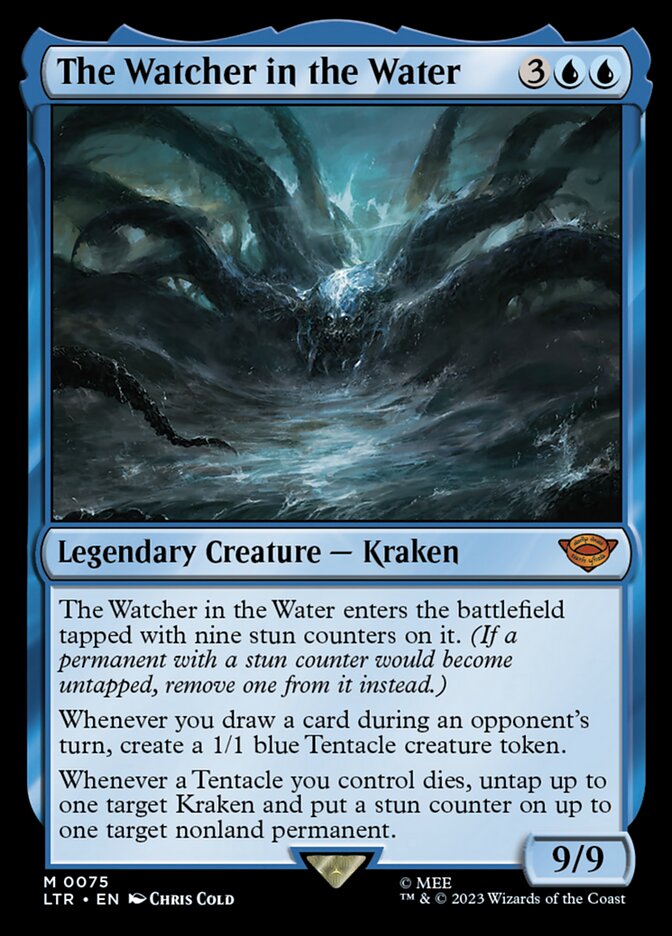 The Watcher in the Water 3
Legendary Creature — Kraken
The Watcher in the Water enters the battlefield
tapped with nine stun counters on it. (If a
permanent with a stun counter would become
untapped, remove one from it instead.)
Whenever you draw a card during an opponent's
turn, create a 1/1 blue Tentacle creature token.
Whenever a Tentacle you control dies, untap up to
one target Kraken and put a stun counter on up to
one target nonland permanent.
9/9
M 0075
LTR • EN Chris Cold
© MEE
™ & © 2023 Wizards of the Coast